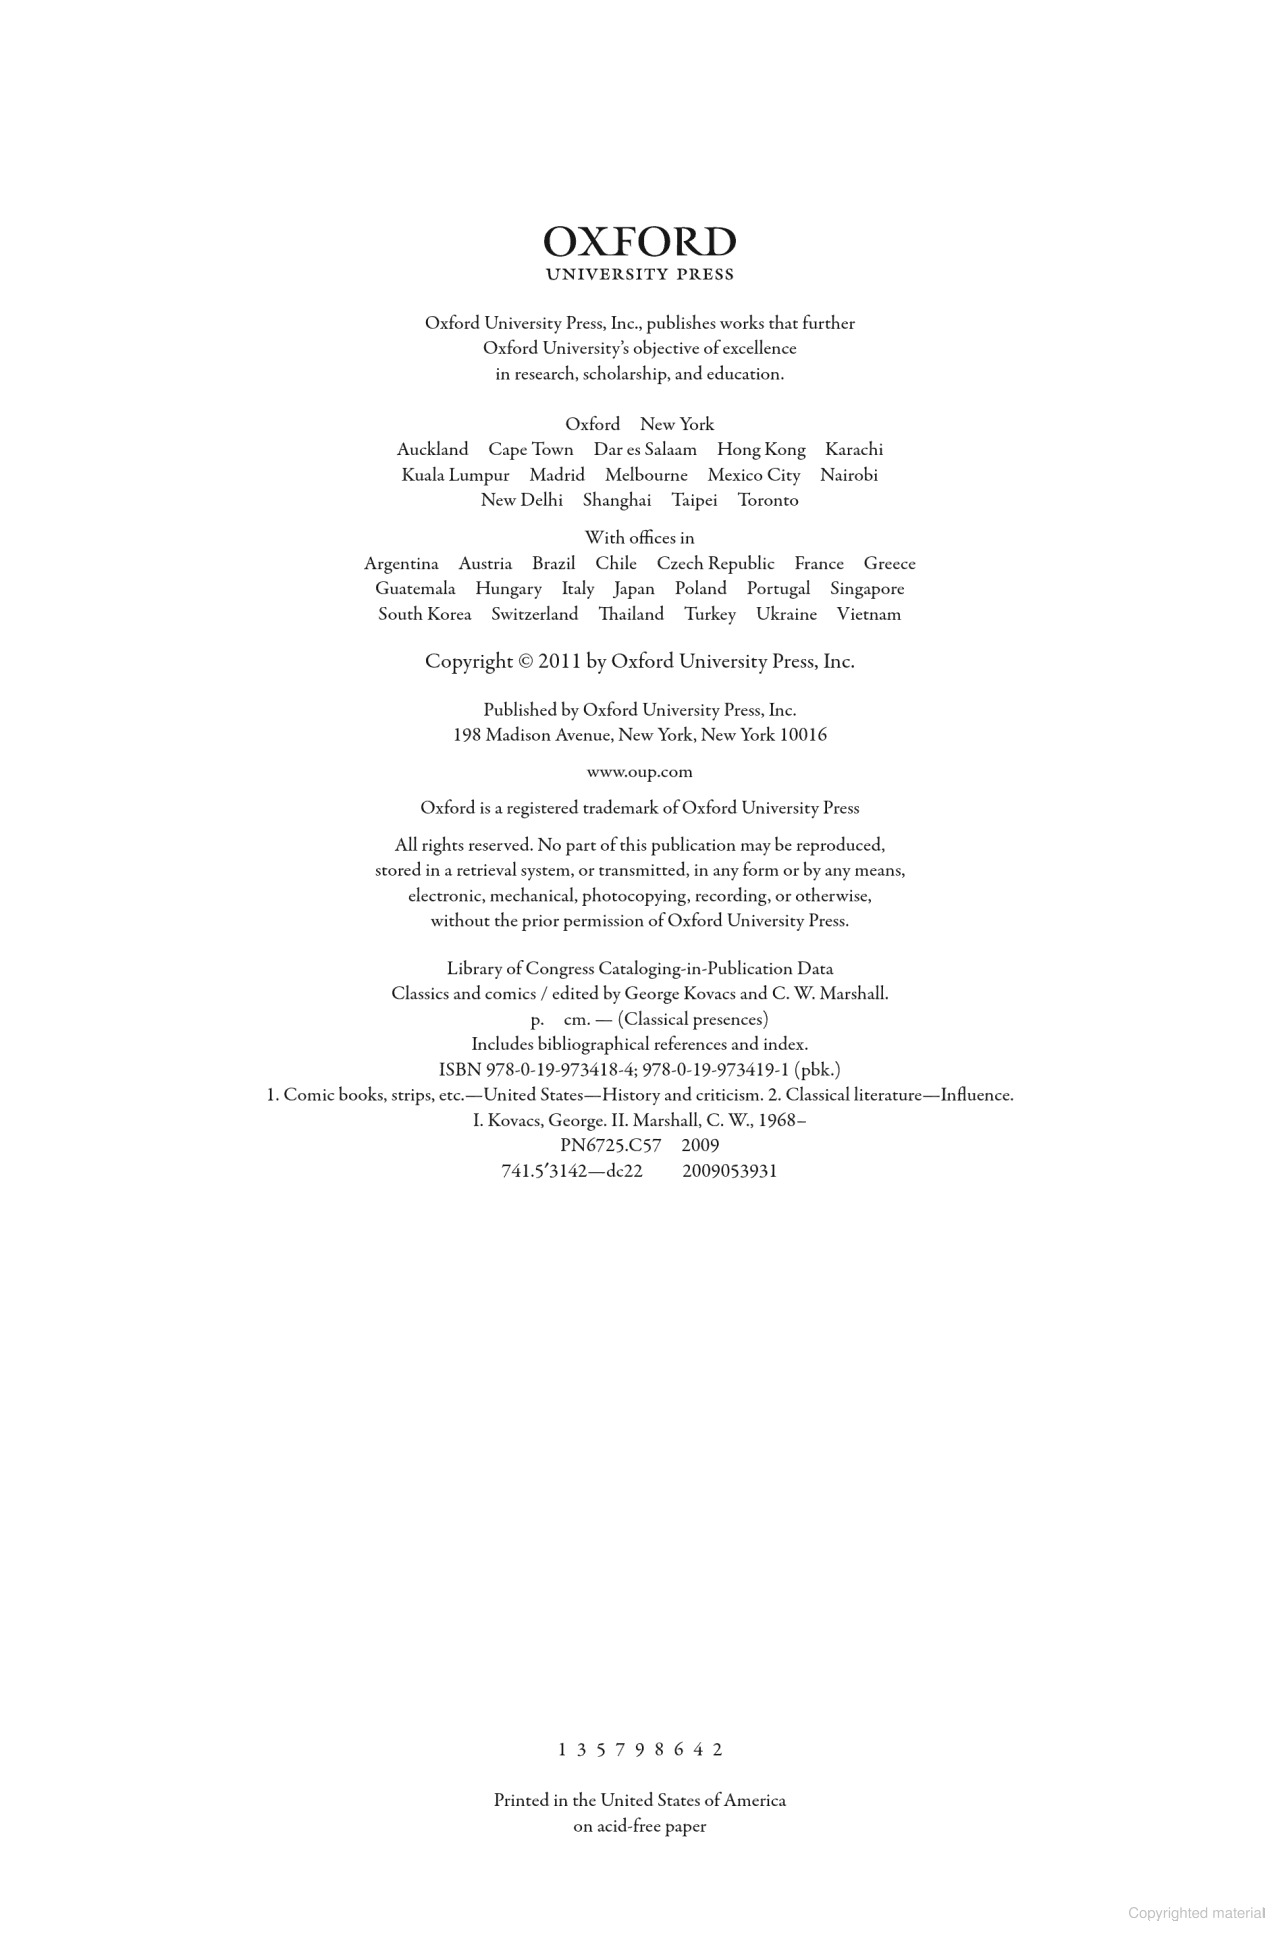 OXFORD
UNIVERSITY PRESS
Oxford University Press, Inc., publishes works that further
Oxford University’s objective of excellence
in research, scholarship, and education.
Oxford New York
Auckland Cape Town Dar es Salaam Hong Kong Karachi
Kuala Lumpur Madrid Melbourne Mexico City Nairobi
New Delhi Shanghai Taipei Toronto
With offices in
Argentina Austria Brazil Chile Czech Republic France Greece
Guatemala Hungary Italy Japan Poland Portugal Singapore
South Korea Switzerland Thailand Turkey Ukraine Vietnam
Copyright © 2011 by Oxford University Press, Inc.
Published by Oxford University Press, Inc.
198 Madison Avenue, New York, New York 10016
www.oup.com
Oxford is a registered trademark of Oxford University Press
All rights reserved. No part of this publication may be reproduced,
stored in a retrieval system, or transmitted, in any form or by any means,
electronic, mechanical, photocopying, recording, or otherwise,
without the prior permission of Oxford University Press.
Library of Congress Cataloging-in-Publication Data
Classics and comics / edited by George Kovacs and C. W. Marshall.
p. cm. — (Classical presences)
Includes bibliographical references and index.
ISBN 978-0-19-973418-4; 978-0-19-973419-1 (pbk.)
1. Comic books, strips, etc.—United States—History and criticism. 2. Classical literature—Influence.
I. Kovacs, George. II. Marshall, C. W., 1968–
PN6725.C57 2009
741.5′3142—dc22 2009053931
1 3 5 7 9 8 6 4 2
Printed in the United States of America
on acid-free paper
Copyrighted material